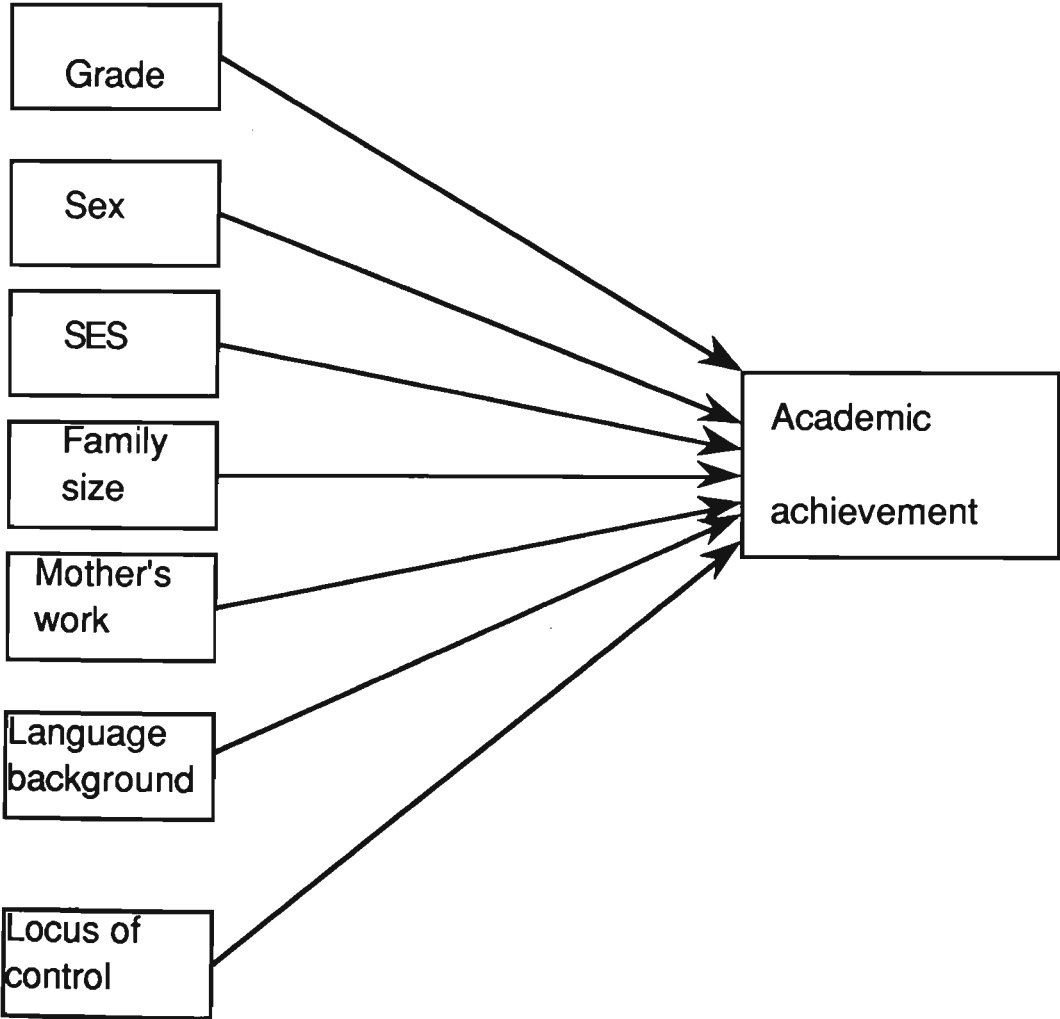 Grade
Sex
SES
Family
size
Mother's
work
Language
background
Locus of
control
Academic
achievement